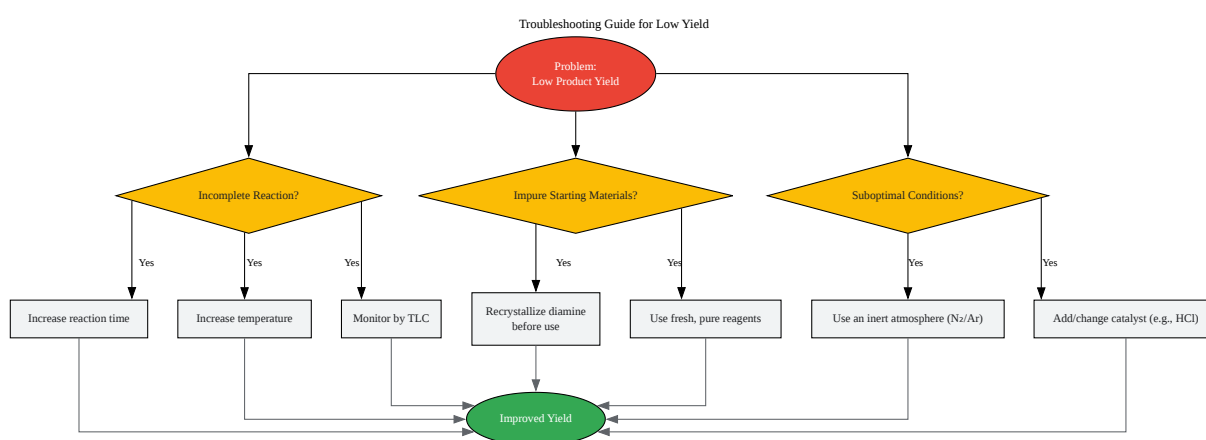 Troubleshooting Guide for Low Yield
Problem:
Low Product Yield
Incomplete Reaction?
Impure Starting Materials?
Suboptimal Conditions?
Yes
Yes
Yes
Yes
Yes
Yes
Yes
Increase reaction time
Increase temperature
Monitor by TLC
Recrystallize diamine
before use
Use fresh, pure reagents
Use an inert atmosphere (N₂/Ar)
Add/change catalyst (e.g., HCl)
Improved Yield